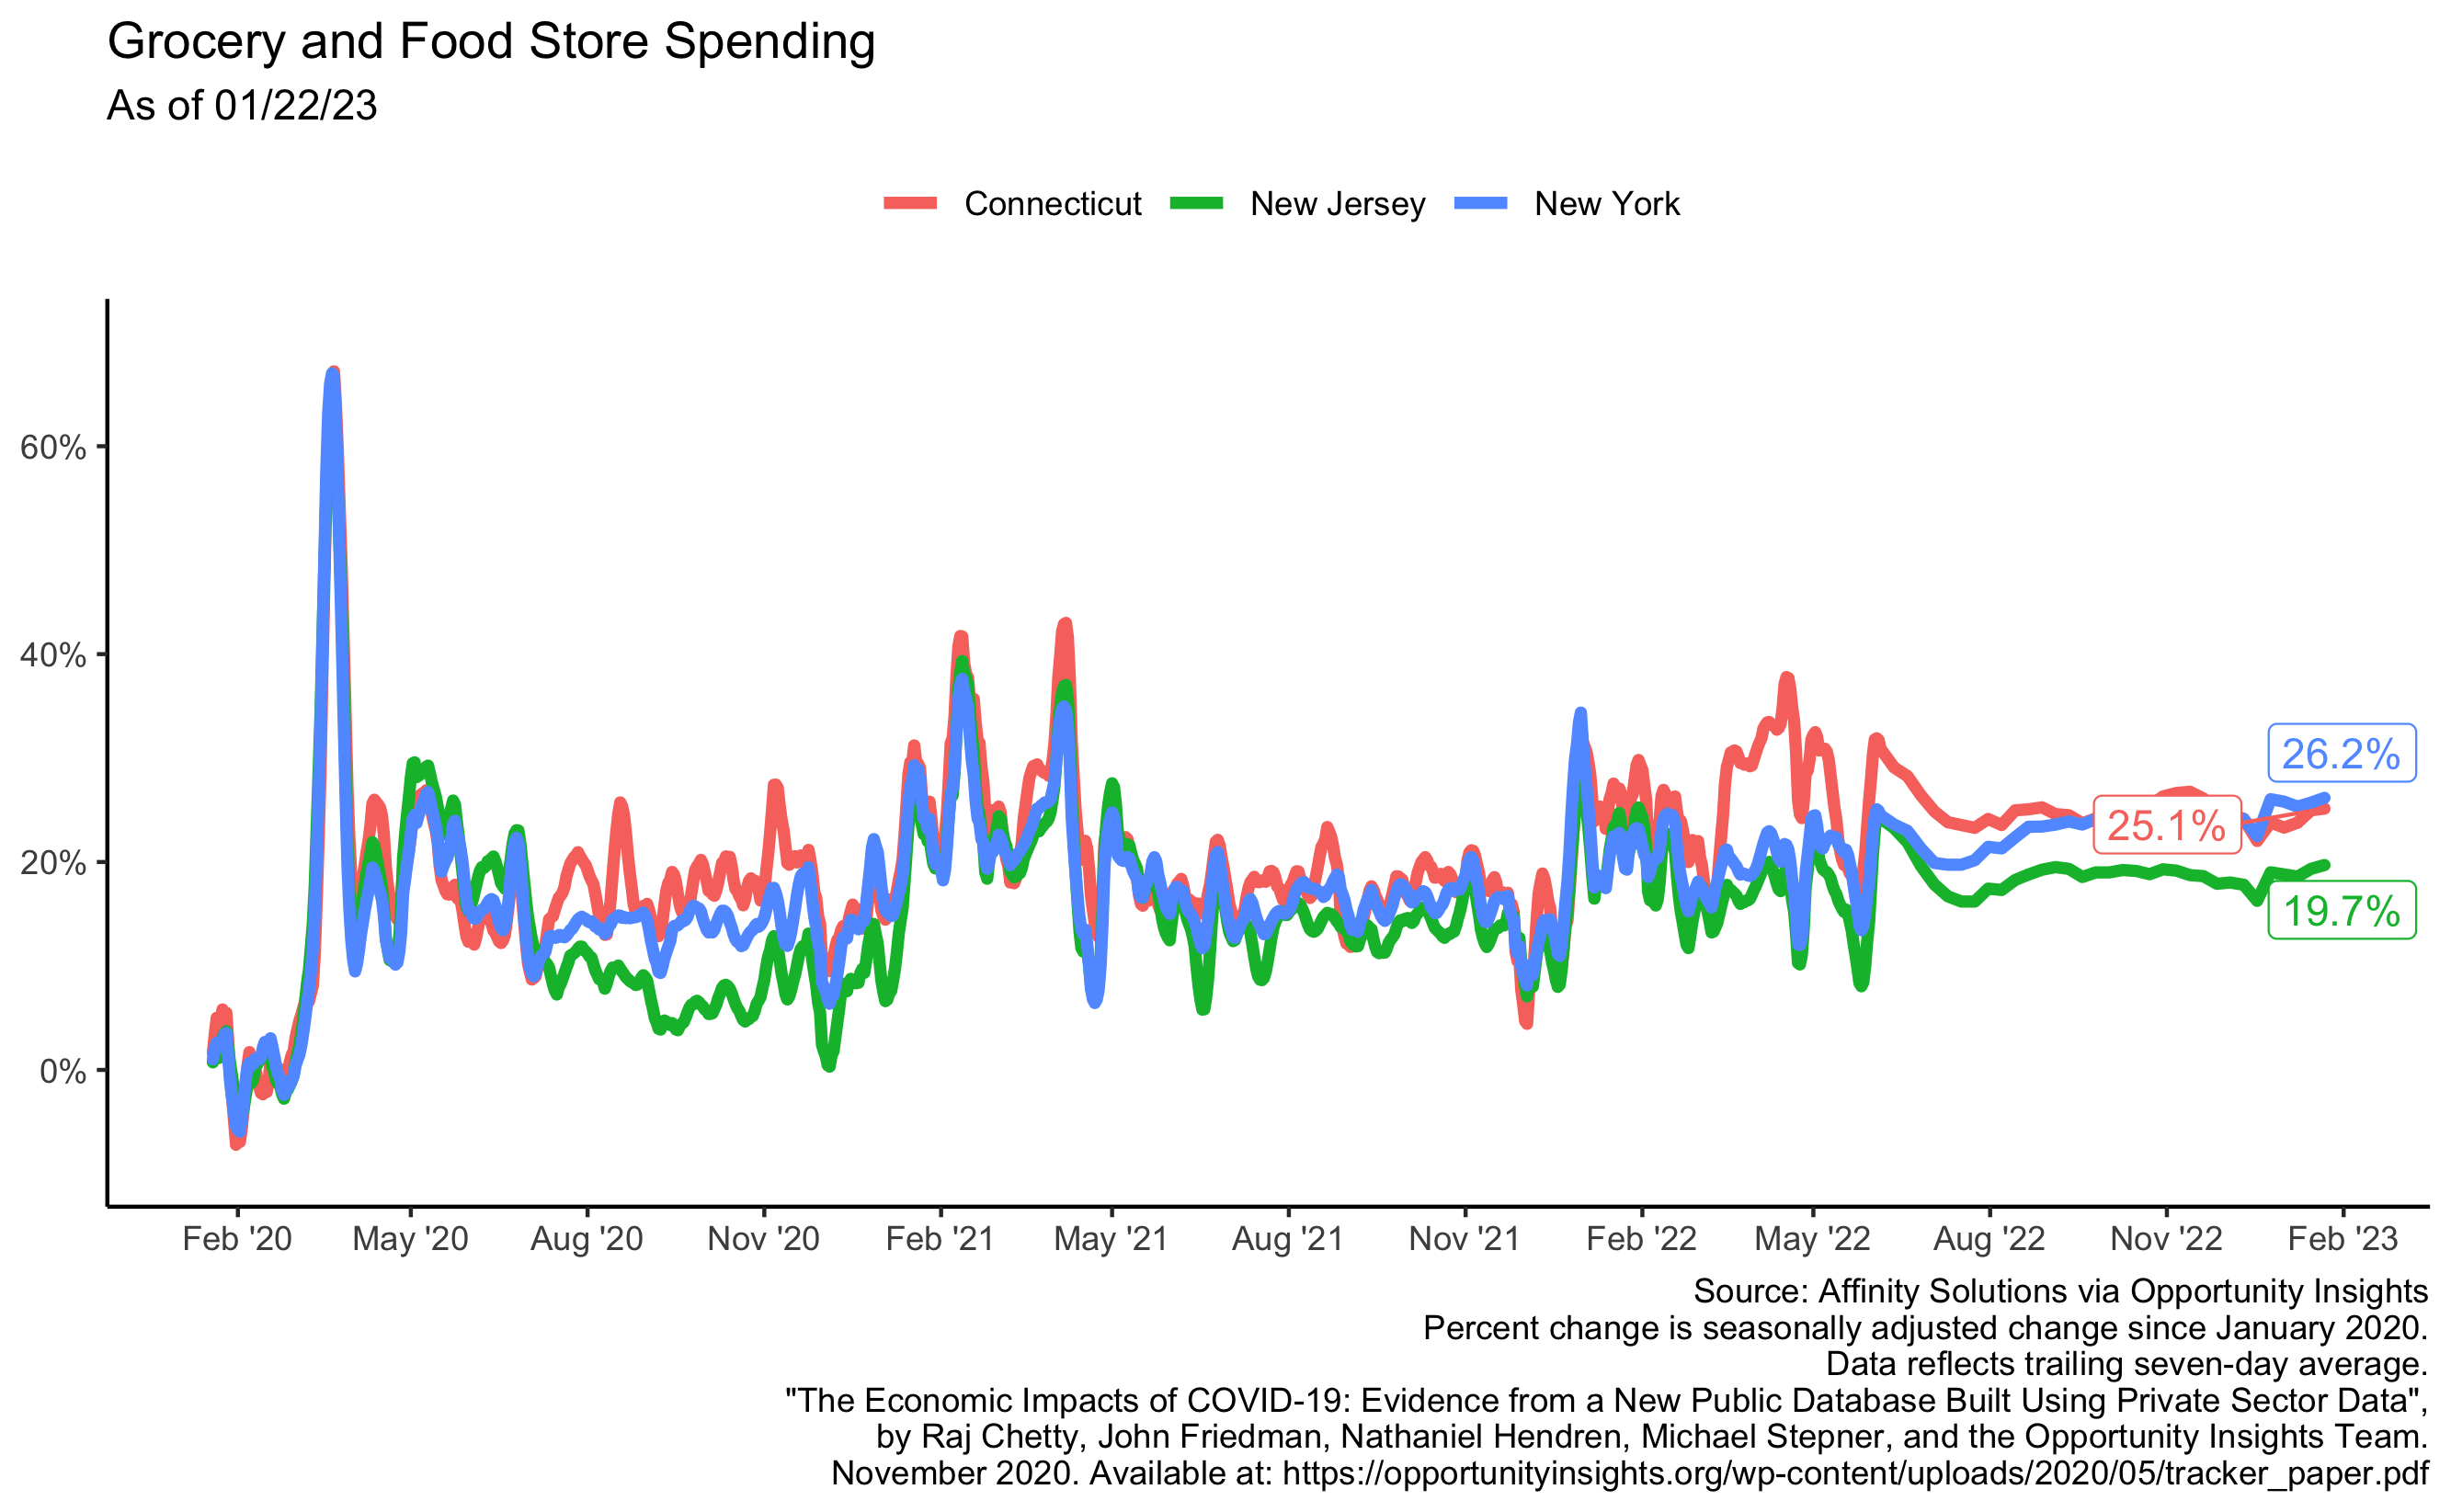 Grocery and Food Store Spending
As of 01/22/23
Connecticut New Jersey New York
60%
40%
20%
0%
26.2%
25.1%
19.7%
Feb '20 May '20 Aug '20 Nov '20 Feb '21 May '21 Aug '21 Nov '21 Feb '22 May '22 Aug '22 Nov '22 Feb '23
Source: Affinity Solutions via Opportunity Insights
Percent change is seasonally adjusted change since January 2020.
Data reflects trailing seven-day average.
"The Economic Impacts of COVID-19: Evidence from a New Public Database Built Using Private Sector Data",
by Raj Chetty, John Friedman, Nathaniel Hendren, Michael Stepner, and the Opportunity Insights Team.
November 2020. Available at: https://opportunityinsights.org/wp-content/uploads/2020/05/tracker_paper.pdf